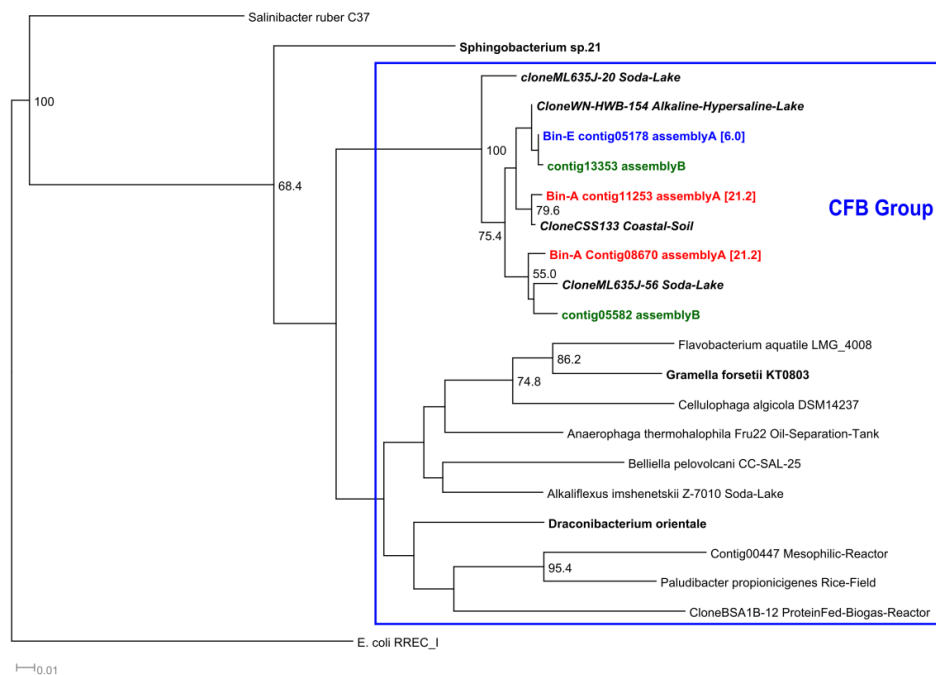 Salinibacter ruber C37
Sphingobacterium sp.21
cloneML635J-20 Soda-Lake
100
CloneWN-HWB-154 Alkaline-Hypersaline-Lake
Bin-E contig05178 assemblyA [6.0]
100
contig13353 assemblyB
68.4
Bin-A contig11253 assemblyA [21.2]
79.6
CFB Group
CloneCSS133 Coastal-Soil
75.4
Bin-A Contig08670 assemblyA [21.2]
55.0
CloneML635J-56 Soda-Lake
contig05582 assemblyB
Flavobacterium aquatile LMG_4008
86.2
Gramella forsetii KT0803
74.8
Cellulophaga algicola DSM14237
Anaerophaga thermohalophila Fru22 Oil-Separation-Tank
Belliella pelovolcani CC-SAL-25
Alkaliflexus imshenetskii Z-7010 Soda-Lake
Draconibacterium orientale
Contig00447 Mesophilic-Reactor
95.4
Paludibacter propionicigenes Rice-Field
CloneBSA1B-12 ProteinFed-Biogas-Reactor
E. coli RREC_I
0.01